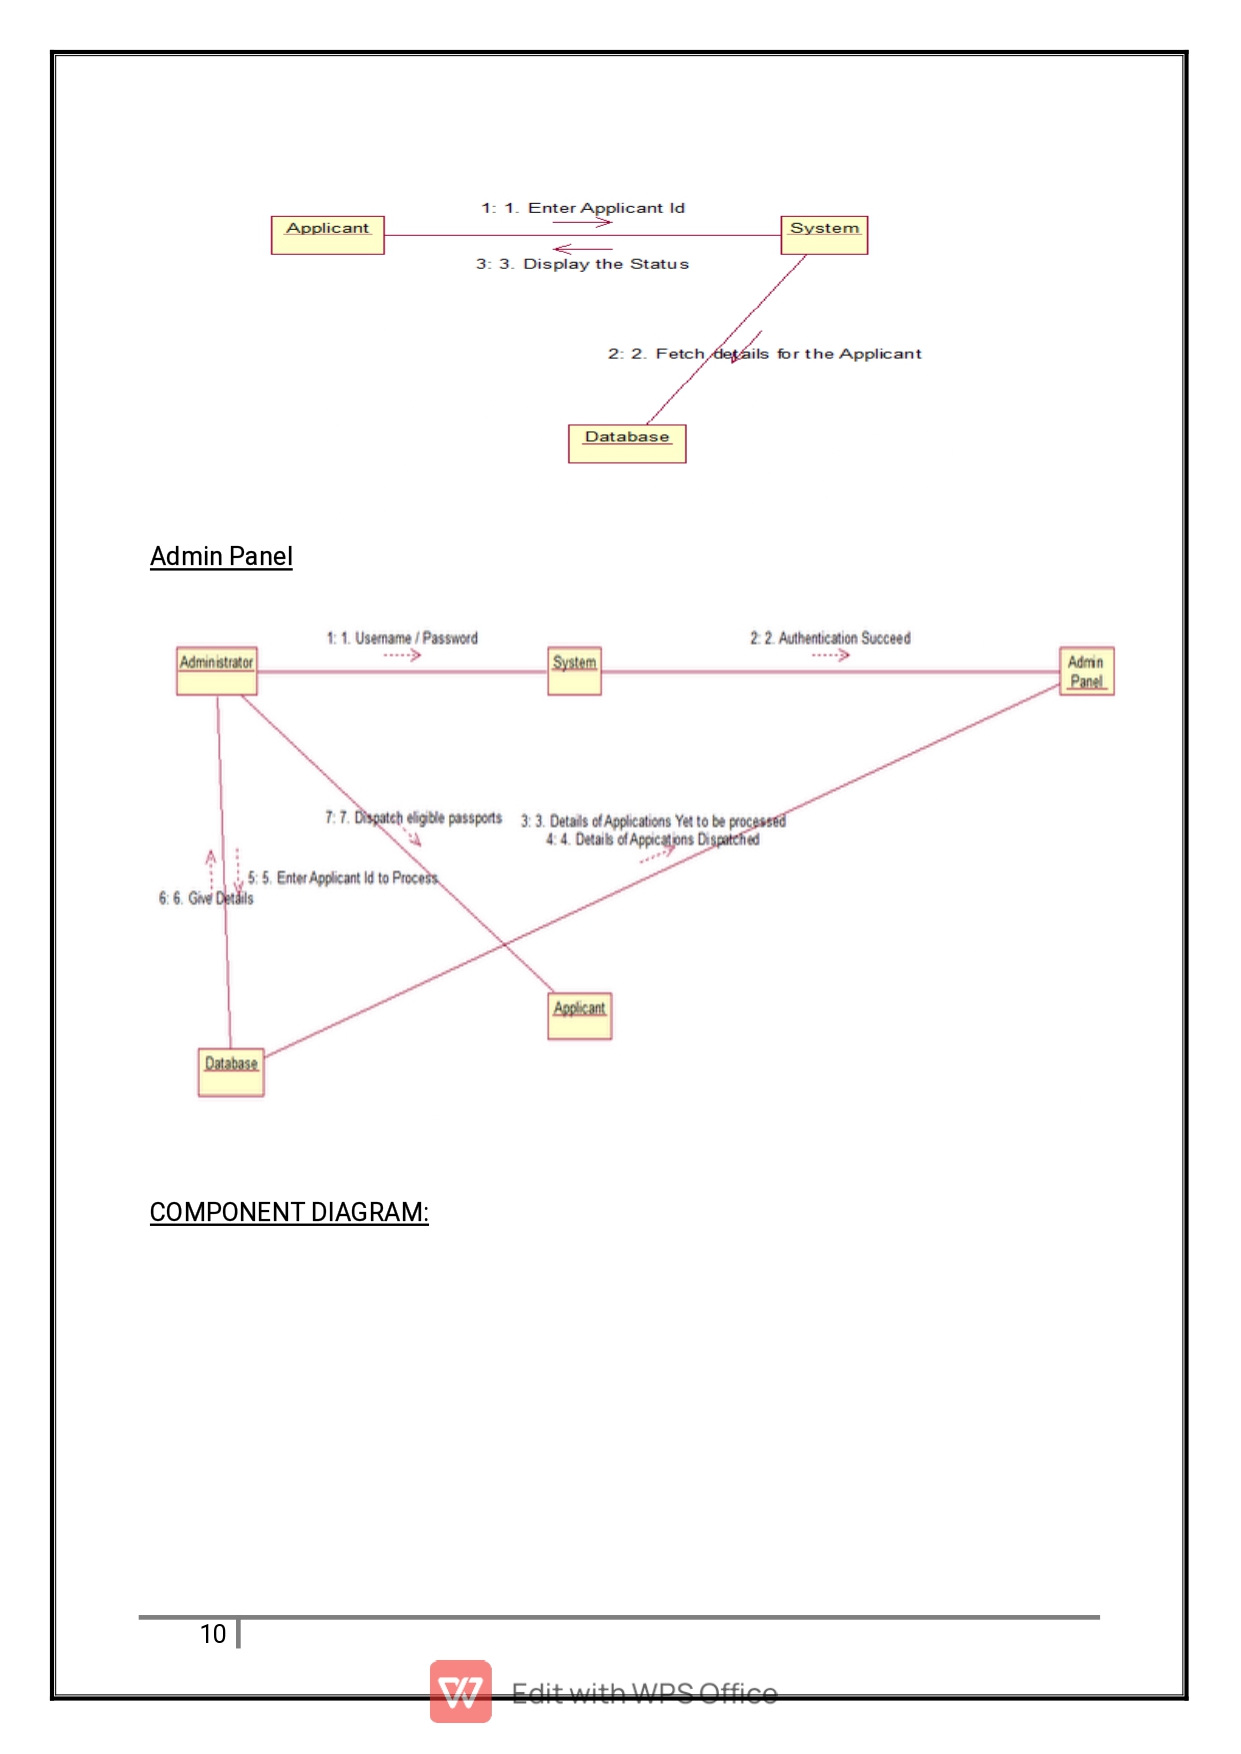 1: 1. Enter Applicant Id
Applicant
System
3: 3. Display the Status
2: 2. Fetch details for the Applicant
Database
Admin Panel
1: 1. Username / Password
2: 2. Authentication Succeed
Administrator
System
Admin
Panel
7: 7. Dispatch eligible passports
3: 3. Details of Applications Yet to be processed
4: 4. Details of Appications Dispatched
5: 5. Enter Applicant Id to Process
6: 6. Give Details
Applicant
Database
COMPONENT DIAGRAM:
10
Edit with WPS Office